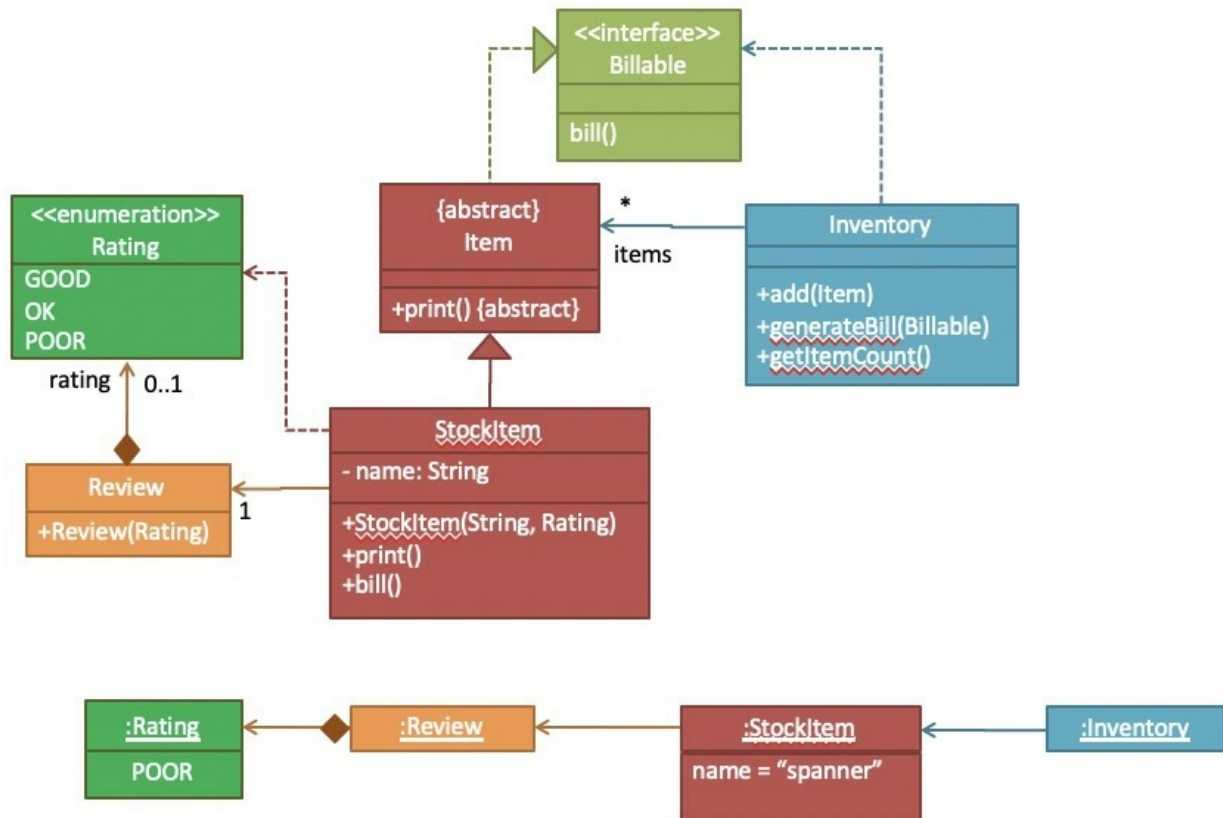 <<interface>>
Billable
bill()
<<enumeration>>
Rating
GOOD
OK
POOR
rating
0..1
{abstract}
Item
+print() {abstract}
*
items
Inventory
+add(Item)
+generateBill(Billable)
+getItemCount()
Review
+Review(Rating)
1
StockItem
- name: String
+StockItem(String, Rating)
+print()
+bill()
:Rating
POOR
:Review
:StockItem
name = “spanner”
:Inventory